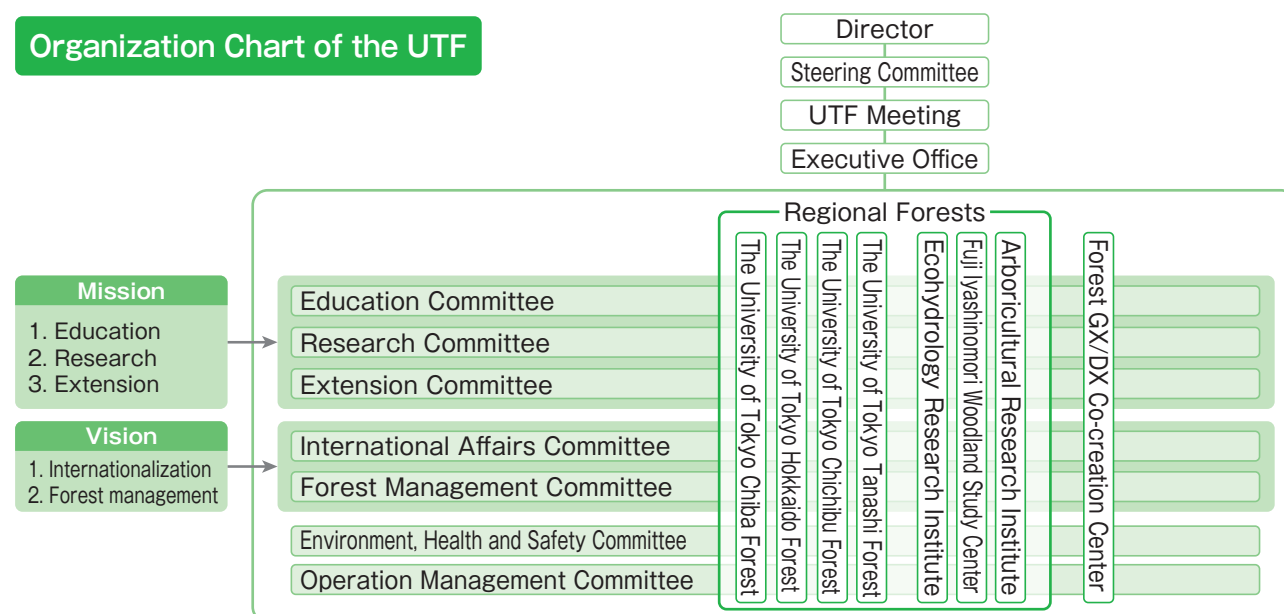 Organization Chart of the UTF
Director
Steering Committee
UTF Meeting
Executive Office
Regional Forests
The University of Tokyo Chiba Forest
The University of Tokyo Hokkaido Forest
The University of Tokyo Chichibu Forest
The University of Tokyo Tanashi Forest
Ecohydrology Research Institute
Fuji Iyashinomori Woodland Study Center
Arboricultural Research Institute
Forest GX/DX Co-creation Center
Mission
1. Education
2. Research
3. Extension
Education Committee
Research Committee
Extension Committee
Vision
1. Internationalization
2. Forest management
International Affairs Committee
Forest Management Committee
Environment, Health and Safety Committee
Operation Management Committee